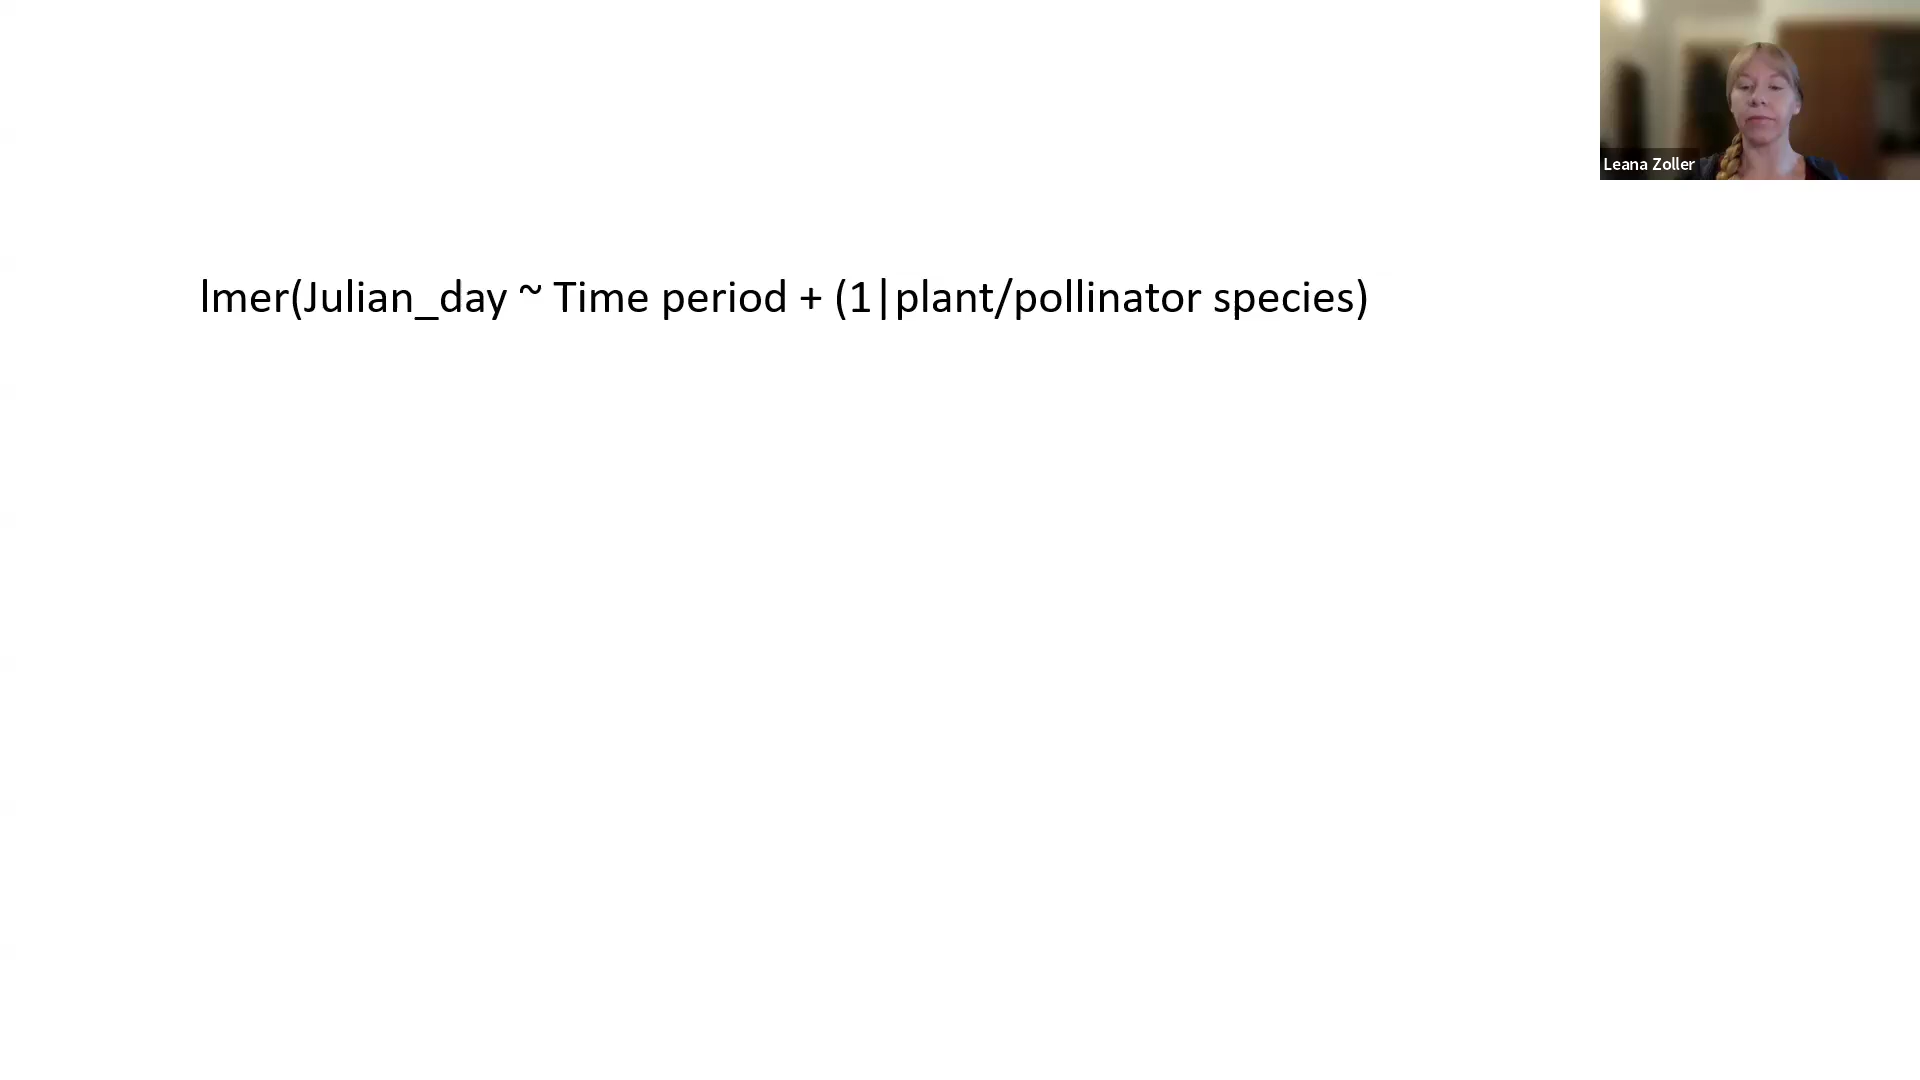 Leana Zoller
lmer(Julian_day ~ Time period + (1|plant/pollinator species)